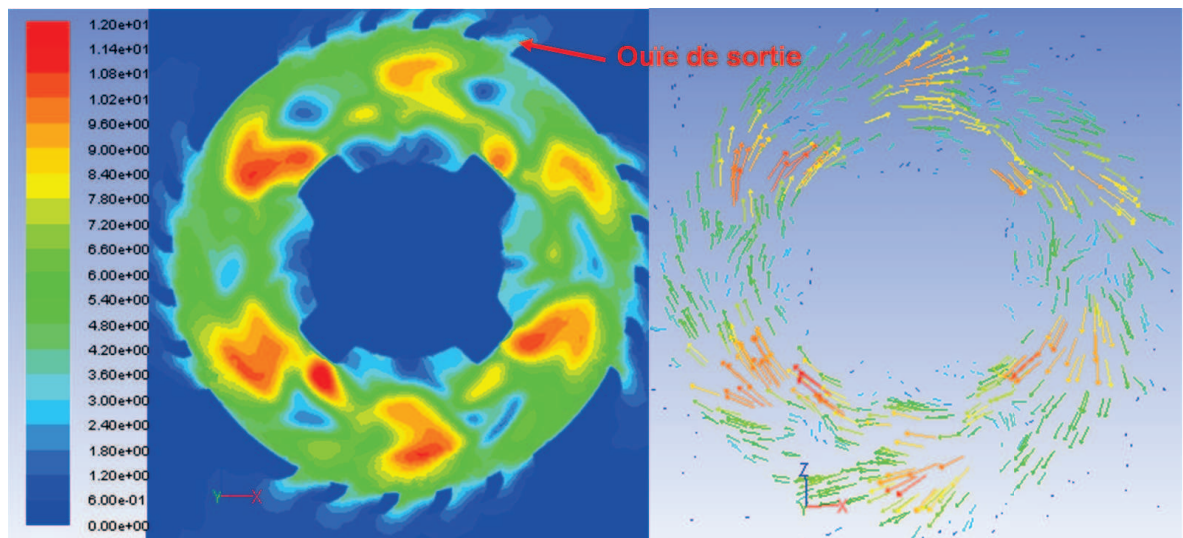 1.20e+01
1.14e+01
1.08e+01
1.02e+01
9.60e+00
9.00e+00
8.40e+00
7.80e+00
7.20e+00
6.60e+00
6.00e+00
5.40e+00
4.80e+00
4.20e+00
3.60e+00
3.00e+00
2.40e+00
1.80e+00
1.20e+00
6.00e-01
0.00e+00
Ouïe de sortie
Y X
Z
Y X